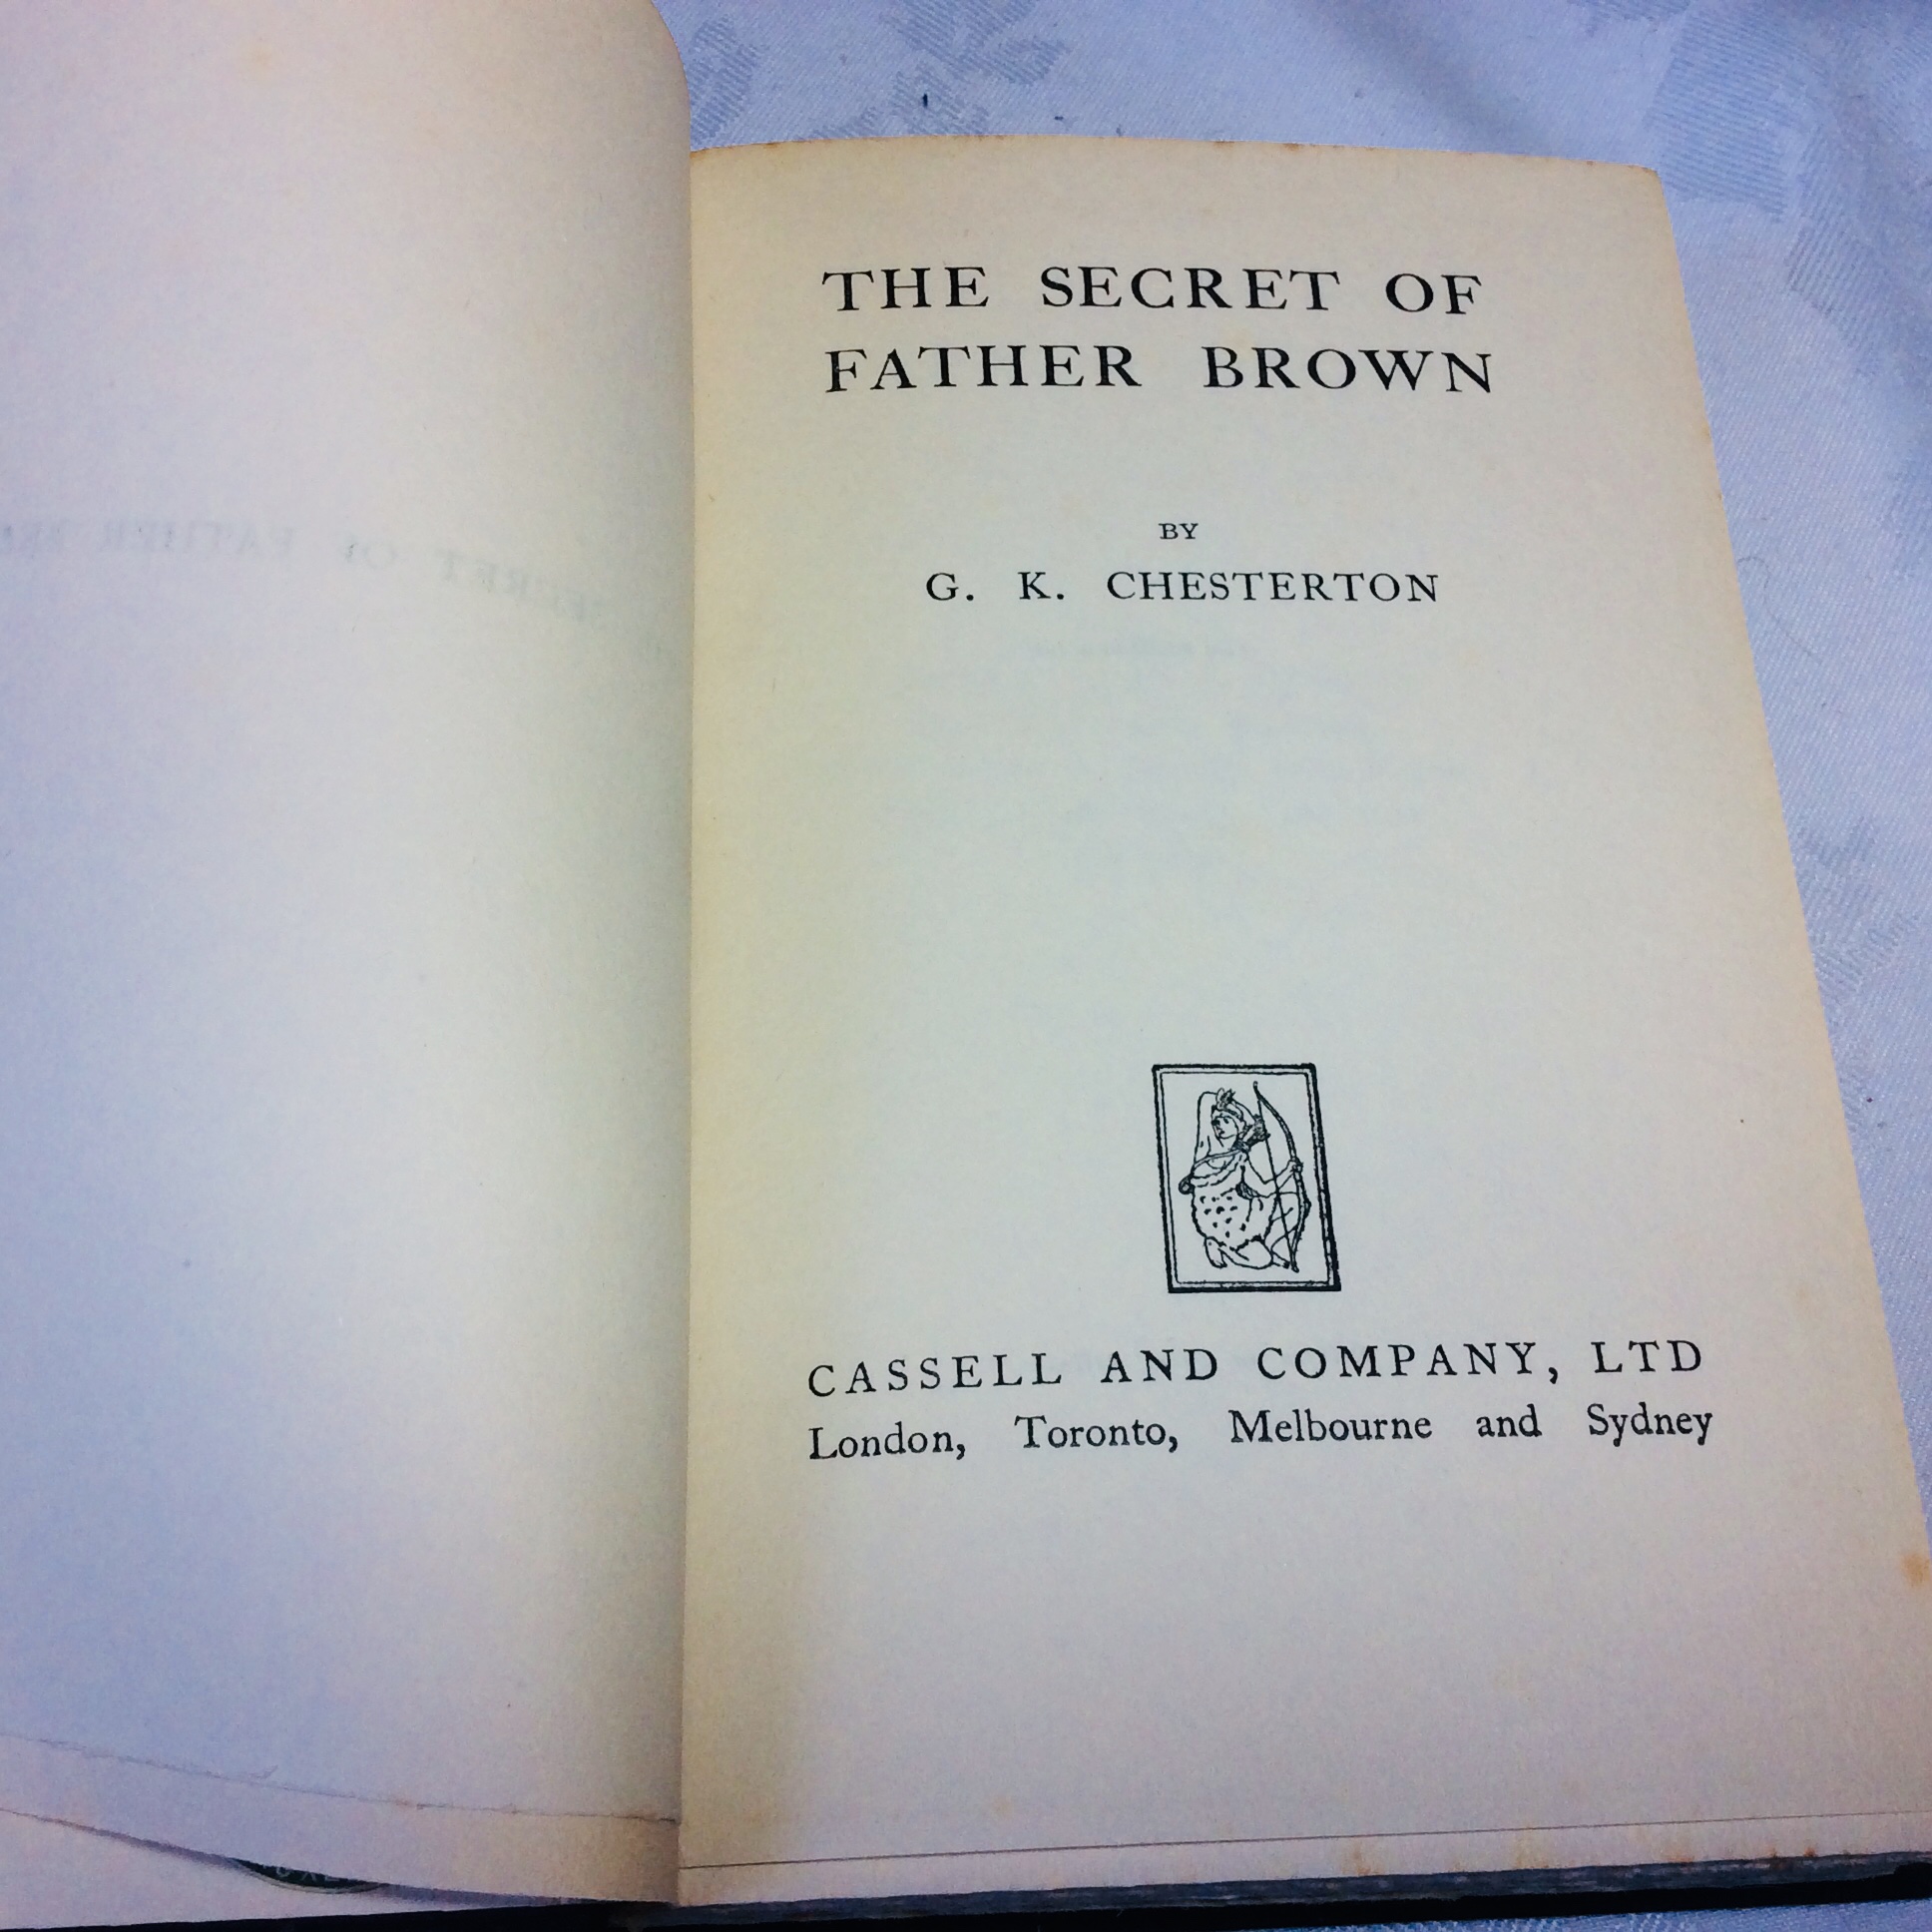 THE SECRET OF
FATHER BROWN
BY
G. K. CHESTERTON
CASSELL AND COMPANY, LTD
London, Toronto, Melbourne and Sydney